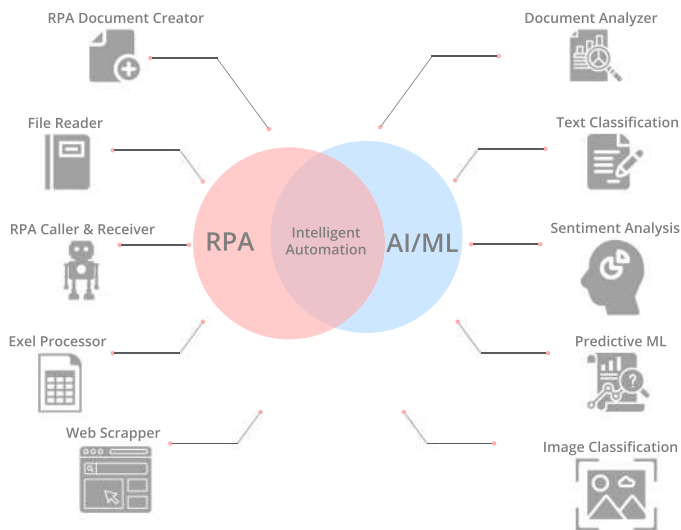 RPA Document Creator
Document Analyzer
File Reader
Text Classification
RPA Caller & Receiver
Sentiment Analysis
RPA
Intelligent
Automation
AI/ML
Exel Processor
Predictive ML
?
Web Scrapper
Image Classification